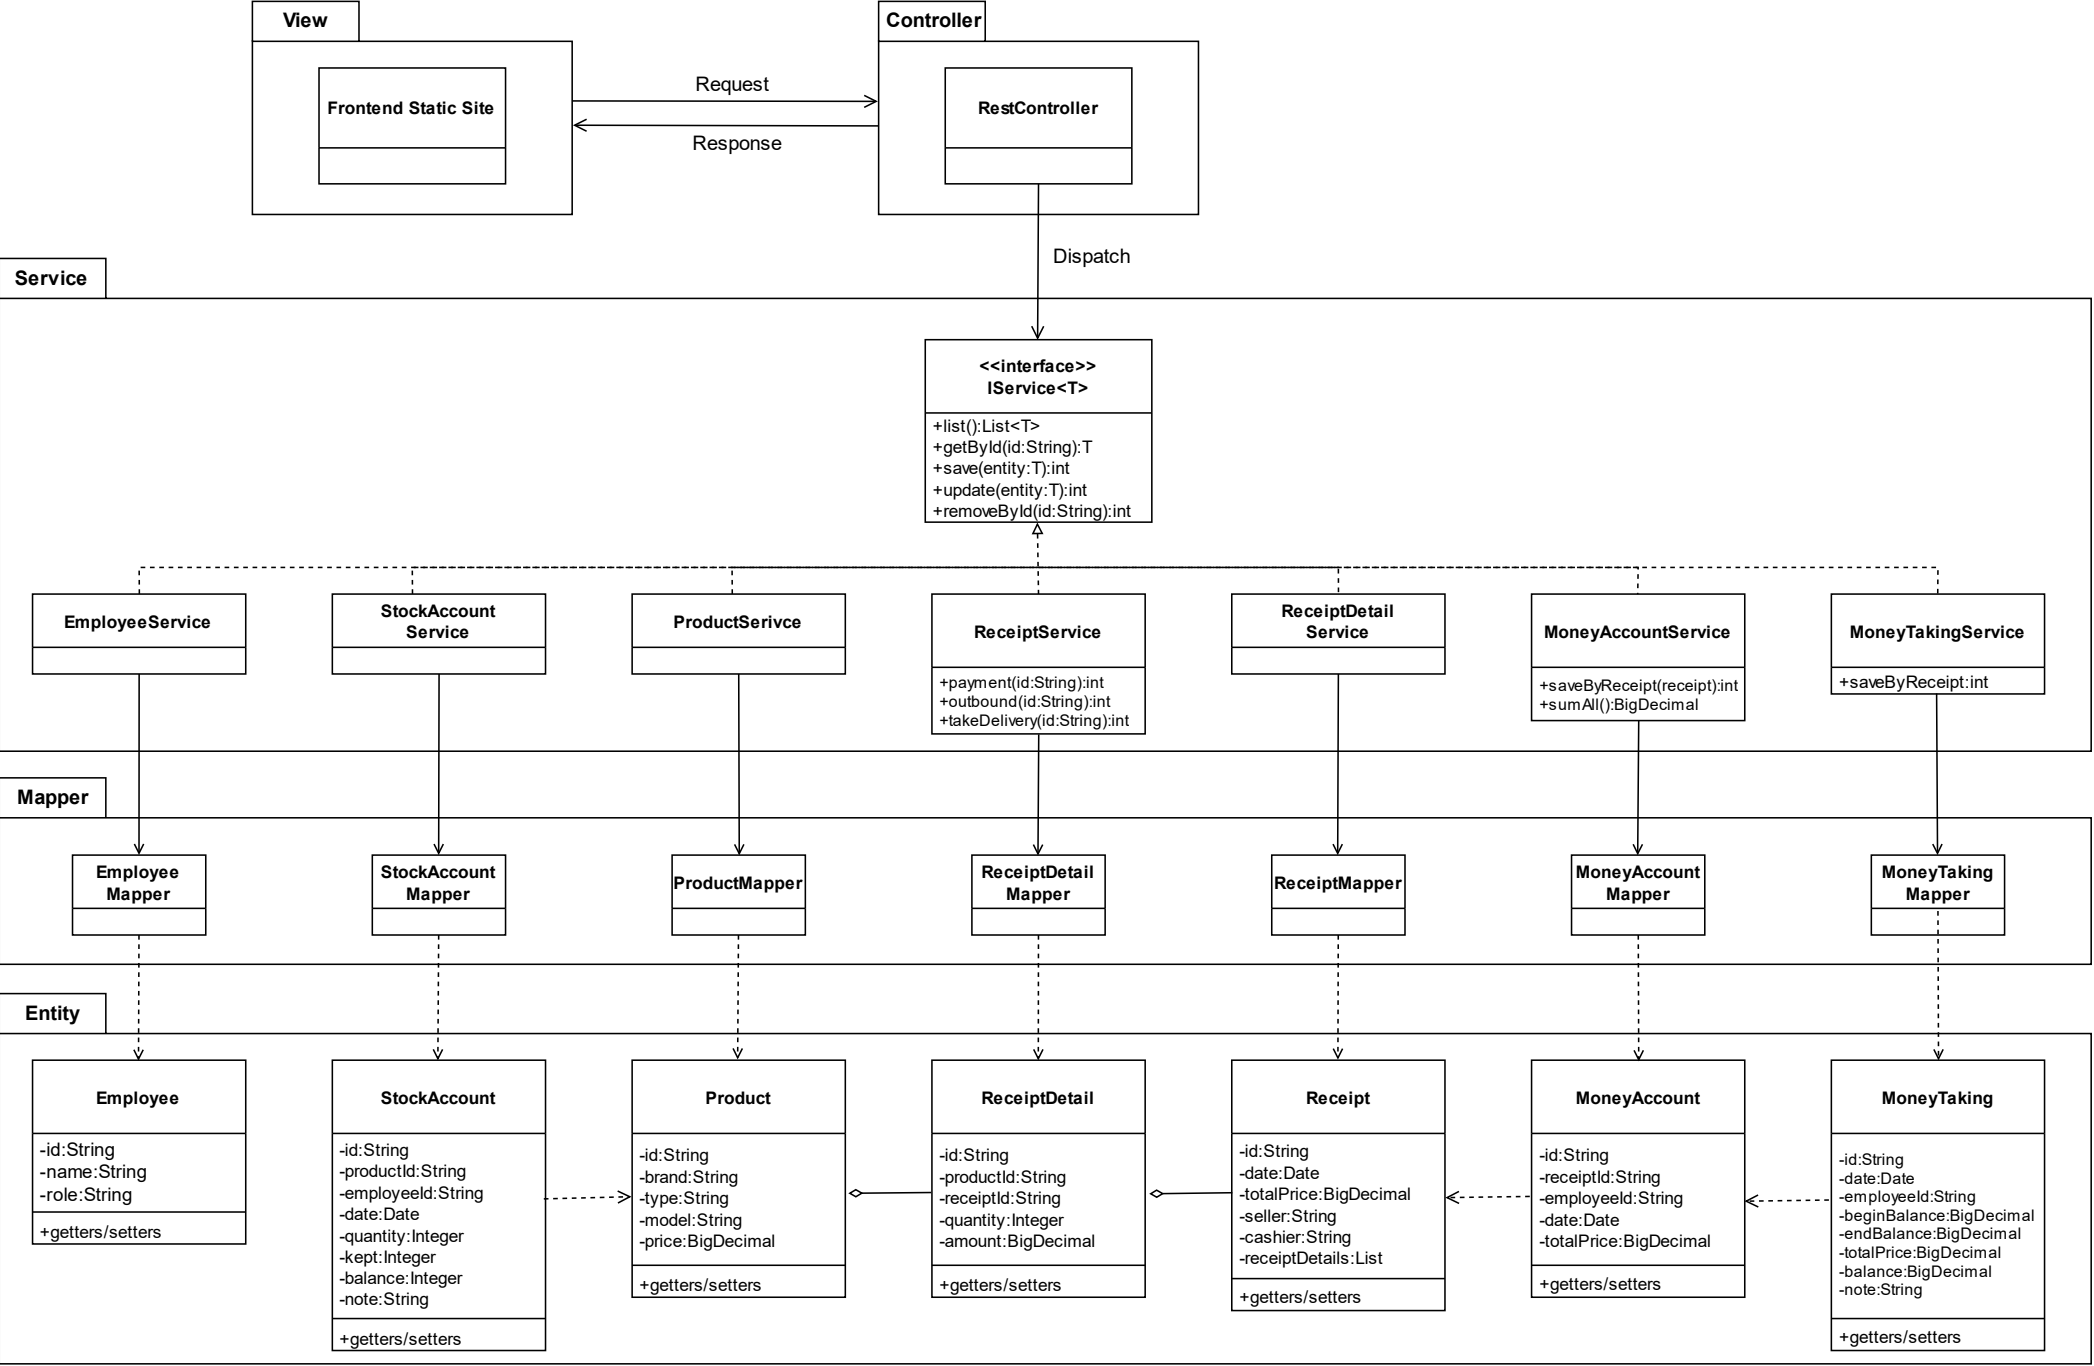 View
Controller
Frontend Static Site
Request
Response
RestController
Dispatch
Service
<<interface>>
IService<T>
+list():List<T>
+getById(id:String):T
+save(entity:T):int
+update(entity:T):int
+removeById(id:String):int
EmployeeService
StockAccount
Service
ProductSerivce
ReceiptService
+payment(id:String):int
+outbound(id:String):int
+takeDelivery(id:String):int
ReceiptDetail
Service
MoneyAccountService
+saveByReceipt(receipt):int
+sumAll():BigDecimal
MoneyTakingService
+saveByReceipt:int
Mapper
Employee
Mapper
StockAccount
Mapper
ProductMapper
ReceiptDetail
Mapper
ReceiptMapper
MoneyAccount
Mapper
MoneyTaking
Mapper
Entity
Employee
-id:String
-name:String
-role:String
+getters/setters
StockAccount
-id:String
-productId:String
-employeeId:String
-date:Date
-quantity:Integer
-kept:Integer
-balance:Integer
-note:String
+getters/setters
Product
-id:String
-brand:String
-type:String
-model:String
-price:BigDecimal
+getters/setters
ReceiptDetail
-id:String
-productId:String
-receiptId:String
-quantity:Integer
-amount:BigDecimal
+getters/setters
Receipt
-id:String
-date:Date
-totalPrice:BigDecimal
-seller:String
-cashier:String
-receiptDetails:List
+getters/setters
MoneyAccount
-id:String
-receiptId:String
-employeeId:String
-date:Date
-totalPrice:BigDecimal
+getters/setters
MoneyTaking
-id:String
-date:Date
-employeeId:String
-beginBalance:BigDecimal
-endBalance:BigDecimal
-totalPrice:BigDecimal
-balance:BigDecimal
-note:String
+getters/setters